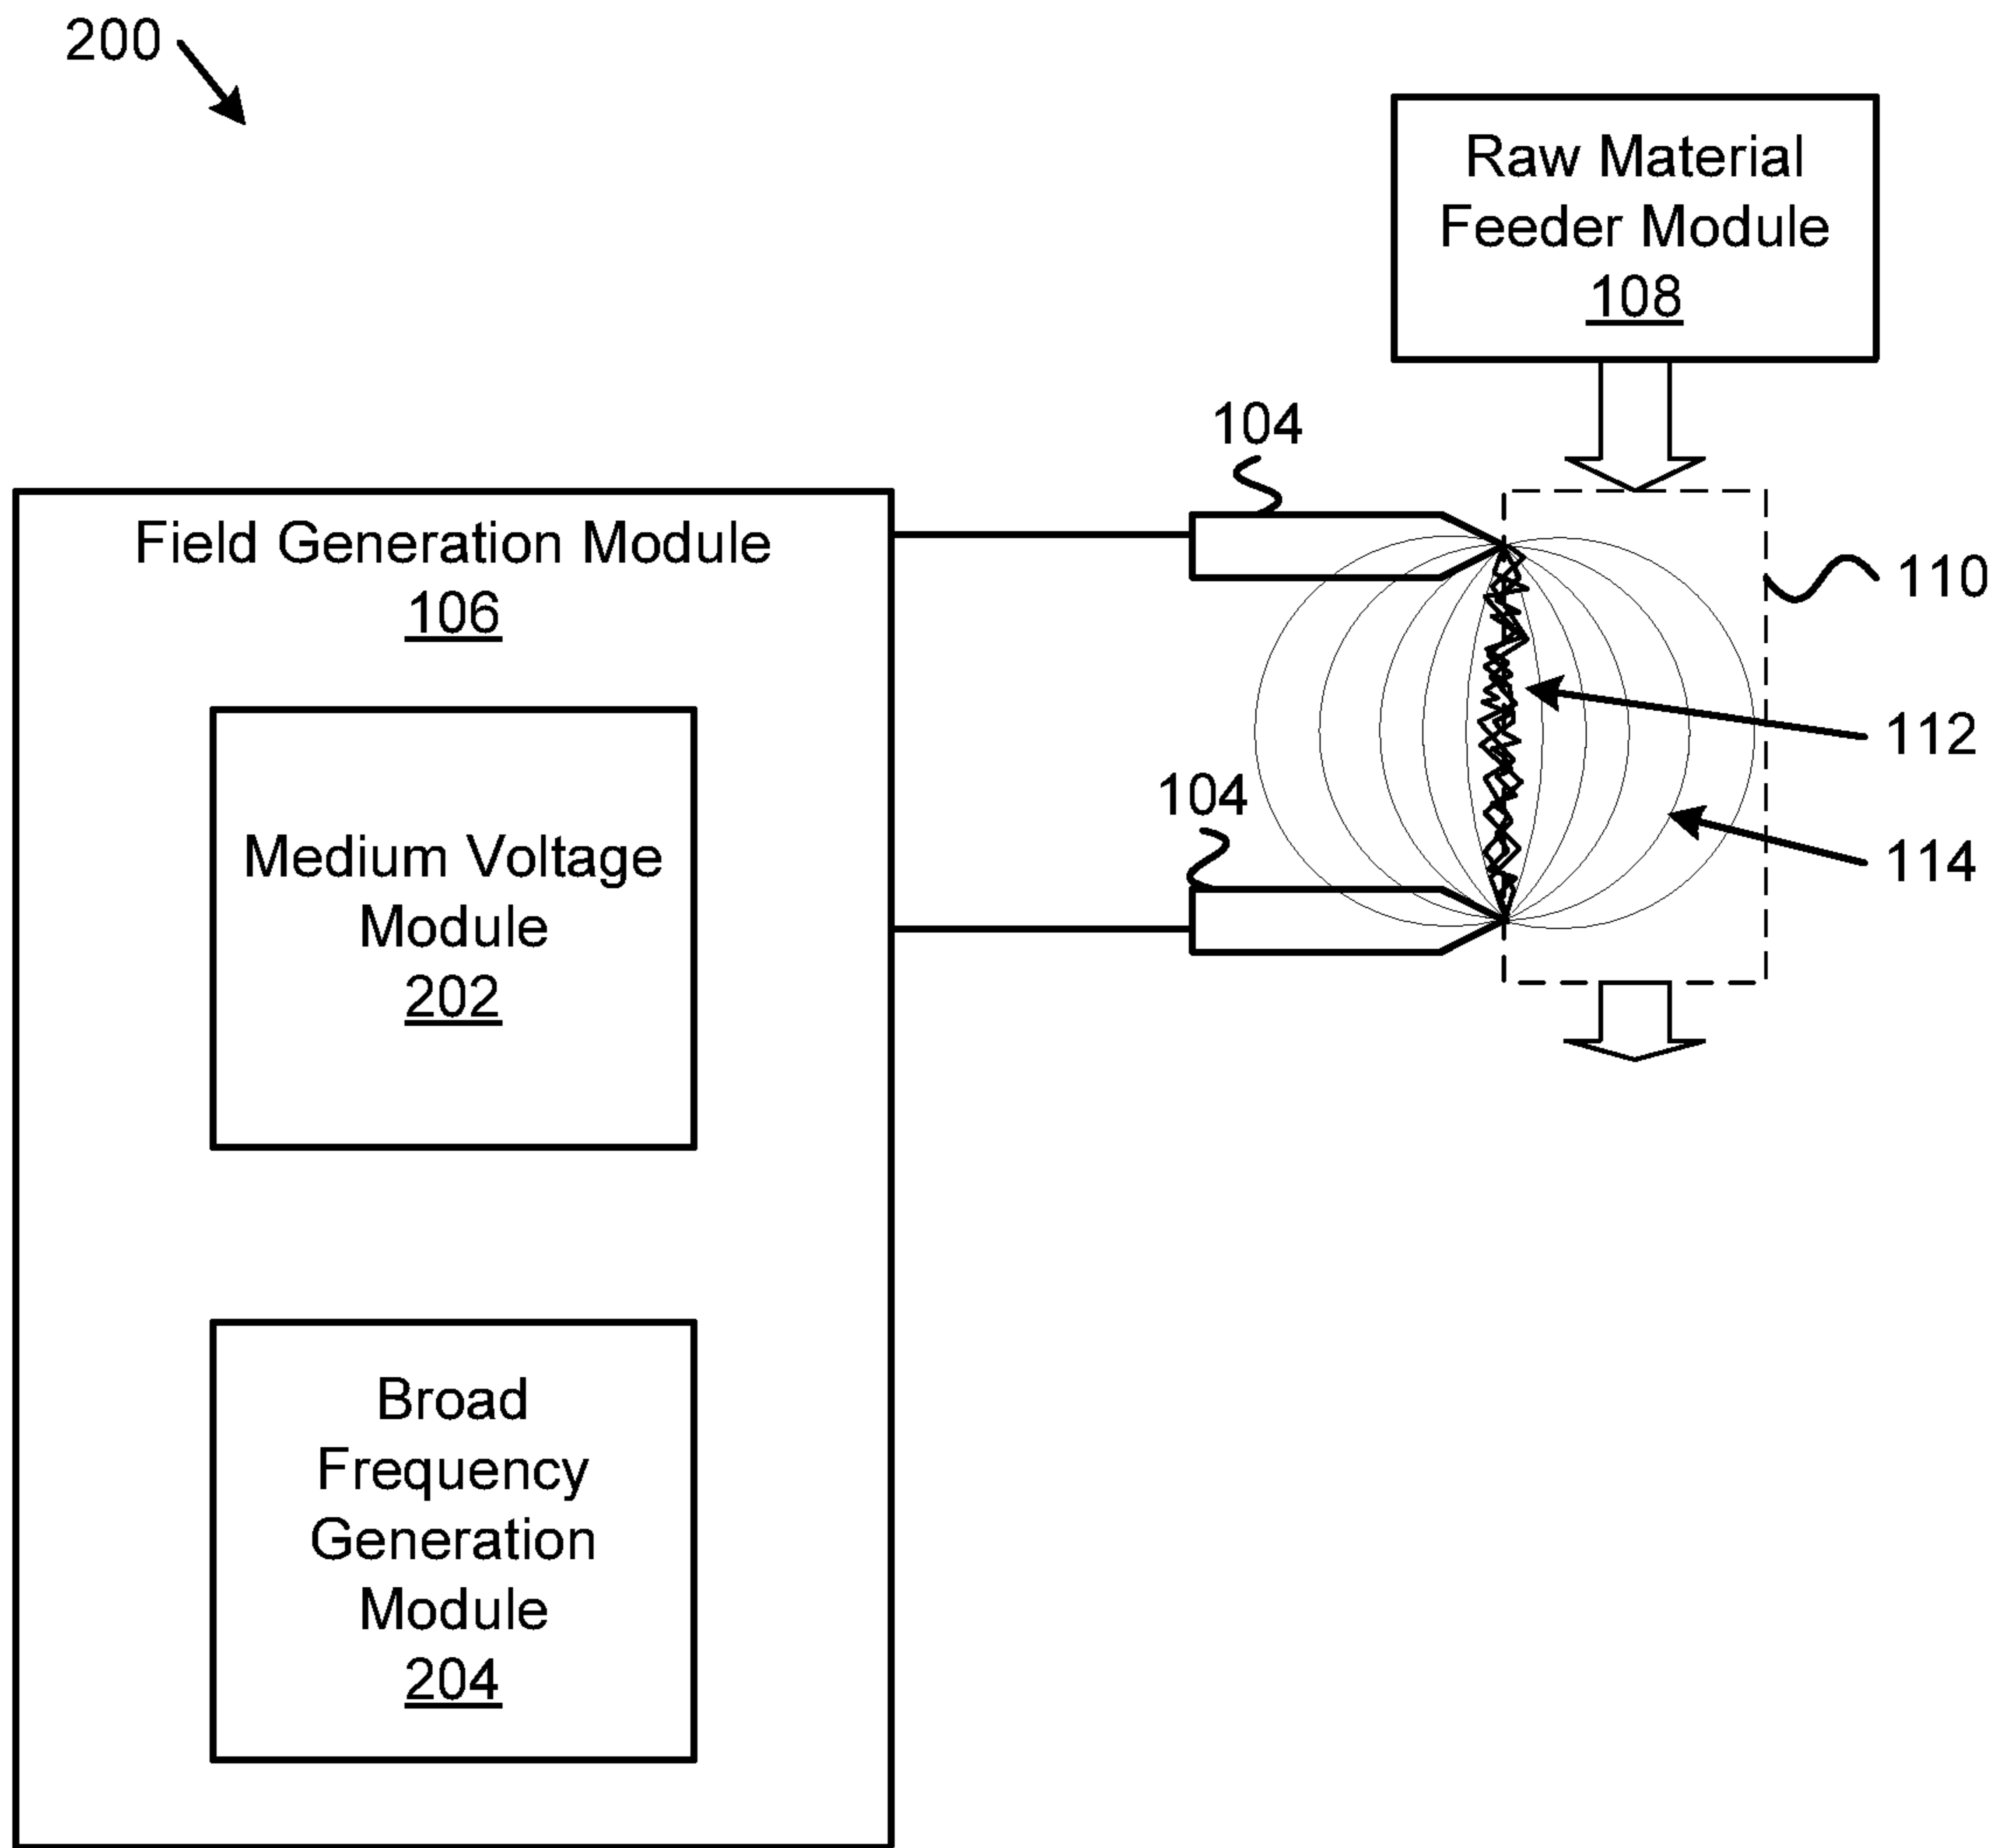 200
Raw Material
Feeder Module
108
104
Field Generation Module
106
110
112
104
114
Medium Voltage
Module
202
Broad
Frequency
Generation
Module
204